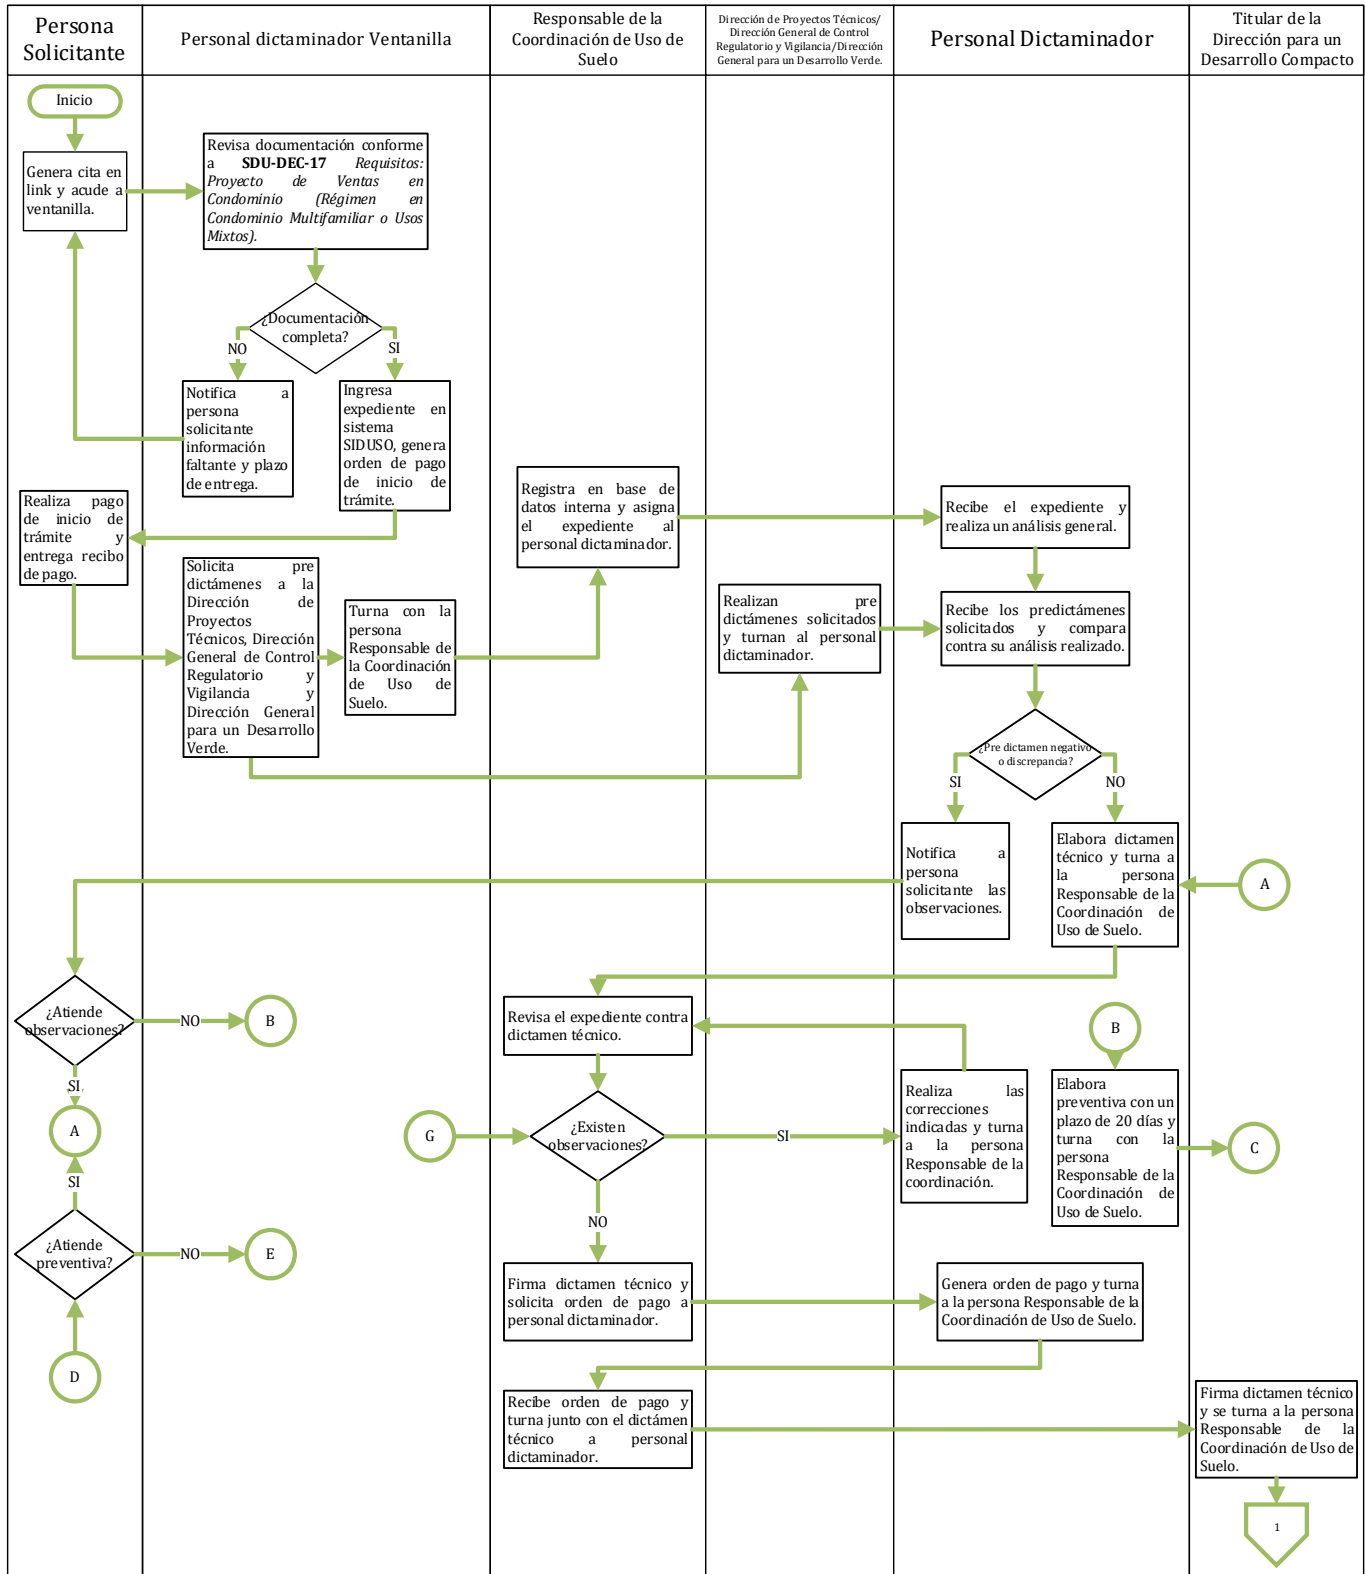 Persona
Solicitante
Personal dictaminador Ventanilla
Responsable de la
Coordinación de Uso de
Suelo
Dirección de Proyectos Técnicos/
Dirección General de Control
Regulatorio y Vigilancia/Dirección
General para un Desarrollo Verde.
Personal Dictaminador
Titular de la
Dirección para un
Desarrollo Compacto
Inicio
Genera cita en
link y acude a
ventanilla.
Revisa documentación conforme
a SDU-DEC-17 Requisitos:
Proyecto de Ventas en
Condominio (Régimen en
Condominio Multifamiliar o Usos
Mixtos).
¿Documentación
completa?
NO
SI
Notifica a
persona
solicitante
información
faltante y plazo
de entrega.
Ingresa
expediente en
sistema
SIDUSO, genera
orden de pago
de inicio de
trámite.
Realiza pago
de inicio de
trámite y
entrega recibo
de pago.
Solicita pre
dictámenes a la
Dirección de
Proyectos
Técnicos, Dirección
General de Control
Regulatorio y
Vigilancia y
Dirección General
para un Desarrollo
Verde.
Turna con la
persona
Responsable de
la Coordinación
de Uso de
Suelo.
Registra en base de
datos interna y asigna
el expediente al
personal dictaminador.
Realizan pre
dictámenes solicitados
y turnan al personal
dictaminador.
Recibe el expediente y
realiza un análisis general.
Recibe los predictámenes
solicitados y compara
contra su análisis realizado.
¿Pre dictamen negativo
o discrepancia?
SI
NO
Notifica a
persona
solicitante las
observaciones.
Elabora dictamen
técnico y turna a
la persona
Responsable de la
Coordinación de
Uso de Suelo.
A
¿Atiende
observaciones?
NO
B
SI
A
SI
¿Atiende
preventiva?
NO
E
D
Revisa el expediente contra
dictamen técnico.
G
¿Existen
observaciones?
SI
NO
Realiza las
correcciones
indicadas y turna
a la persona
Responsable de la
coordinación.
B
Elabora
preventiva con un
plazo de 20 días y
turna con la
persona
Responsable de la
Coordinación de
Uso de Suelo.
C
Firma dictamen técnico y
solicita orden de pago a
personal dictaminador.
Genera orden de pago y turna
a la persona Responsable de la
Coordinación de Uso de Suelo.
Recibe orden de pago y
turna junto con el dictámen
técnico a personal
dictaminador.
Firma dictamen técnico
y se turna a la persona
Responsable de la
Coordinación de Uso de
Suelo.
1